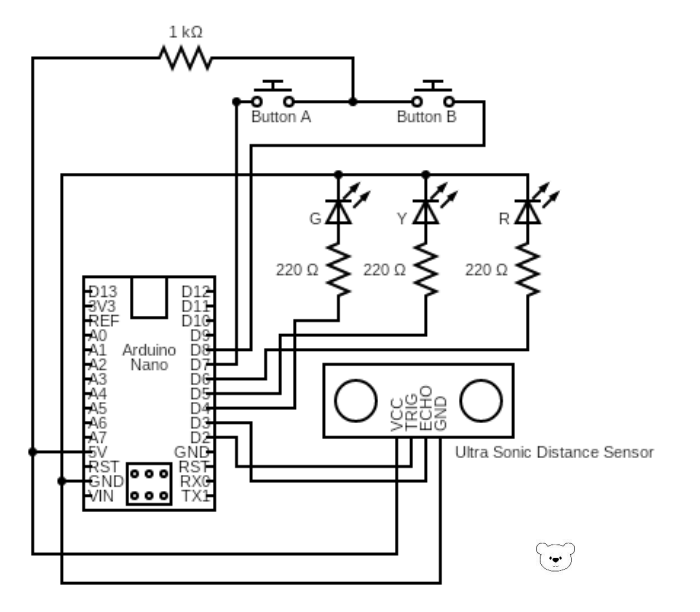 1 kΩ
Button A
Button B
G
Y
R
220 Ω
220 Ω
220 Ω
D13
D12
3V3
D11
REF
D10
A0
D9
A1
Arduino
Nano
D8
A2
D7
A3
D6
A4
D5
A5
D4
A6
D3
A7
D2
5V
GND
RST
RST
GND
RX0
VIN
TX1
VCC
TRIG
ECHO
GND
Ultra Sonic Distance Sensor